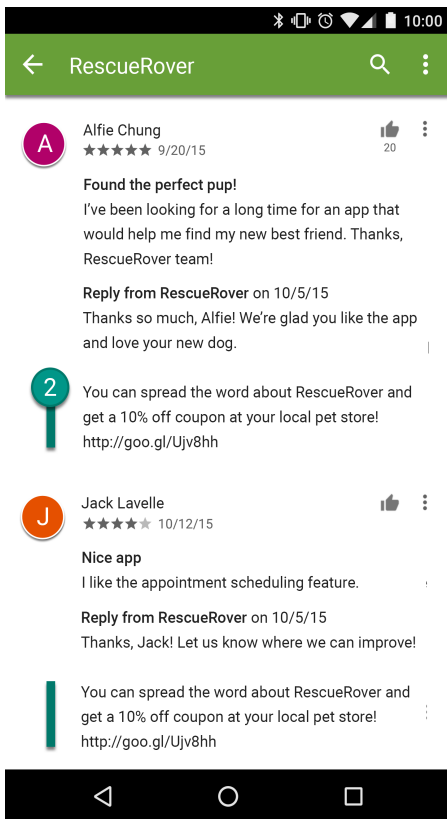 10:00
RescueRover
A
Alfie Chung
9/20/15
20
Found the perfect pup!
I've been looking for a long time for an app that
would help me find my new best friend. Thanks,
RescueRover team!
Reply from RescueRover on 10/5/15
Thanks so much, Alfie! We're glad you like the app
and love your new dog.
2
You can spread the word about RescueRover and
get a 10% off coupon at your local pet store!
http://goo.gl/Ujv8hh
J
Jack Lavelle
10/12/15
Nice app
I like the appointment scheduling feature.
Reply from RescueRover on 10/5/15
Thanks, Jack! Let us know where we can improve!
You can spread the word about RescueRover and
get a 10% off coupon at your local pet store!
http://goo.gl/Ujv8hh